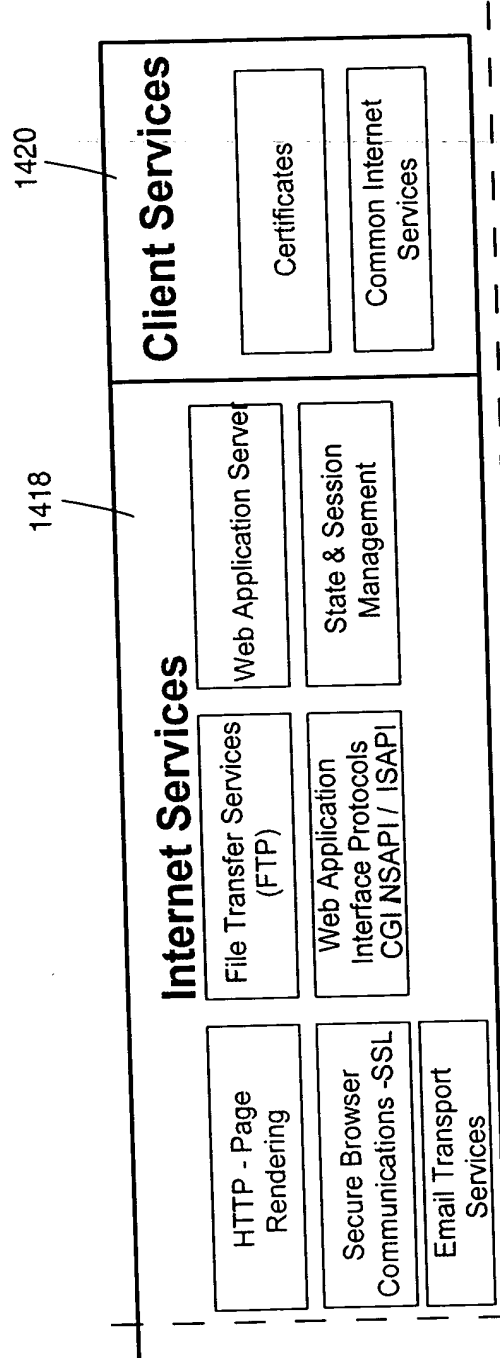 1418
1420
Internet Services
HTTP - Page
Rendering
File Transfer Services
(FTP)
Web Application Server
Secure Browser
Communications -SSL
Web Application
Interface Protocols
CGI NSAPI / ISAPI
State & Session
Management
Email Transport
Services
Client Services
Certificates
Common Internet
Services